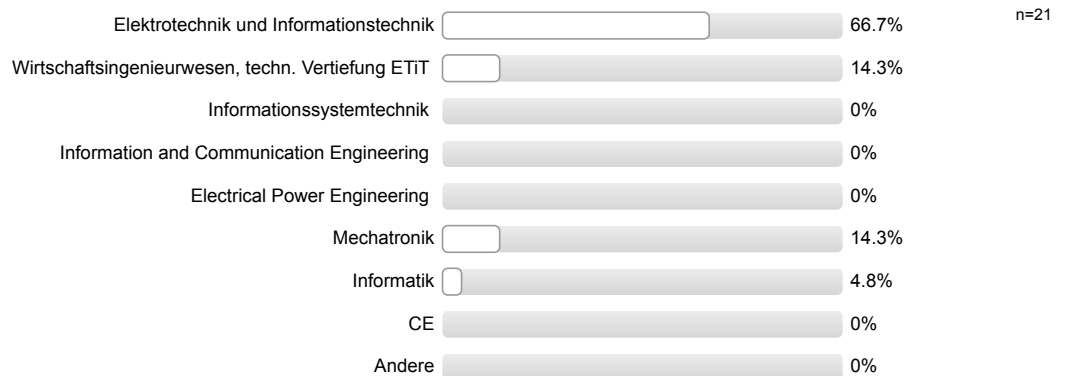 Elektrotechnik und Informationstechnik 66.7% n=21
Wirtschaftsingenieurwesen, techn. Vertiefung ETiT 14.3%
Informationssystemtechnik 0%
Information and Communication Engineering 0%
Electrical Power Engineering 0%
Mechatronik 14.3%
Informatik 4.8%
CE 0%
Andere 0%